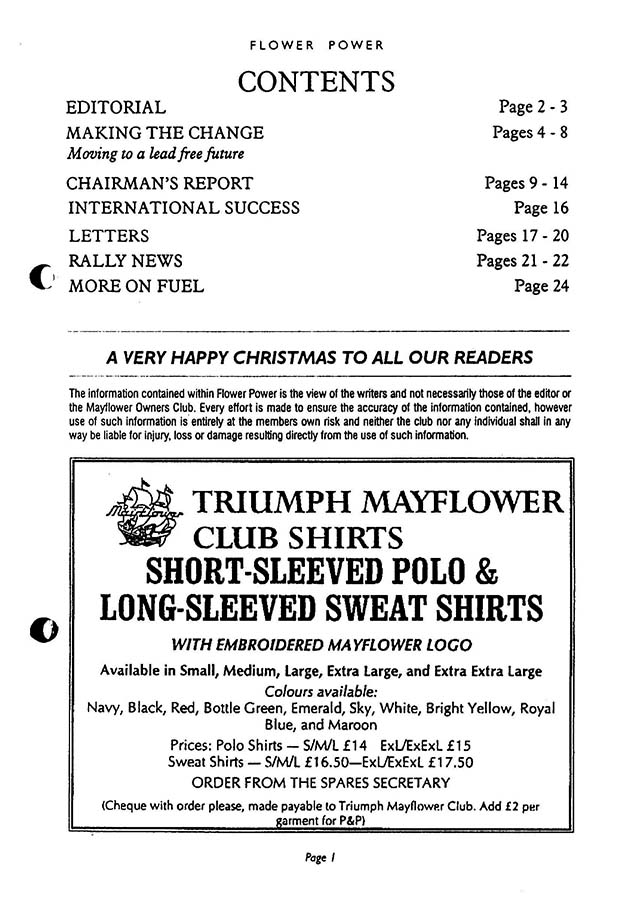 FLOWER POWER
CONTENTS
EDITORIAL Page 2 - 3
MAKING THE CHANGE Pages 4 - 8
Moving to a lead free future
CHAIRMAN'S REPORT Pages 9 - 14
INTERNATIONAL SUCCESS Page 16
LETTERS Pages 17 - 20
RALLY NEWS Pages 21 - 22
MORE ON FUEL Page 24
A VERY HAPPY CHRISTMAS TO ALL OUR READERS
The information contained within Flower Power is the view of the writers and not necessarily those of the editor or
the Mayflower Owners Club. Every effort is made to ensure the accuracy of the information contained, however
use of such information is entirely at the members own risk and neither the club nor any individual shall in any
way be liable for injury, loss or damage resulting directly from the use of such information.
Mayflower
TRIUMPH MAYFLOWER
CLUB SHIRTS
SHORT-SLEEVED POLO &
LONG-SLEEVED SWEAT SHIRTS
WITH EMBROIDERED MAYFLOWER LOGO
Available in Small, Medium, Large, Extra Large, and Extra Extra Large
Colours available:
Navy, Black, Red, Bottle Green, Emerald, Sky, White, Bright Yellow, Royal
Blue, and Maroon
Prices: Polo Shirts — S/M/L £14 ExL/ExExL £15
Sweat Shirts — S/M/L £16.50—ExL/ExExL £17.50
ORDER FROM THE SPARES SECRETARY
(Cheque with order please, made payable to Triumph Mayflower Club. Add £2 per
garment for P&P)
Page 1